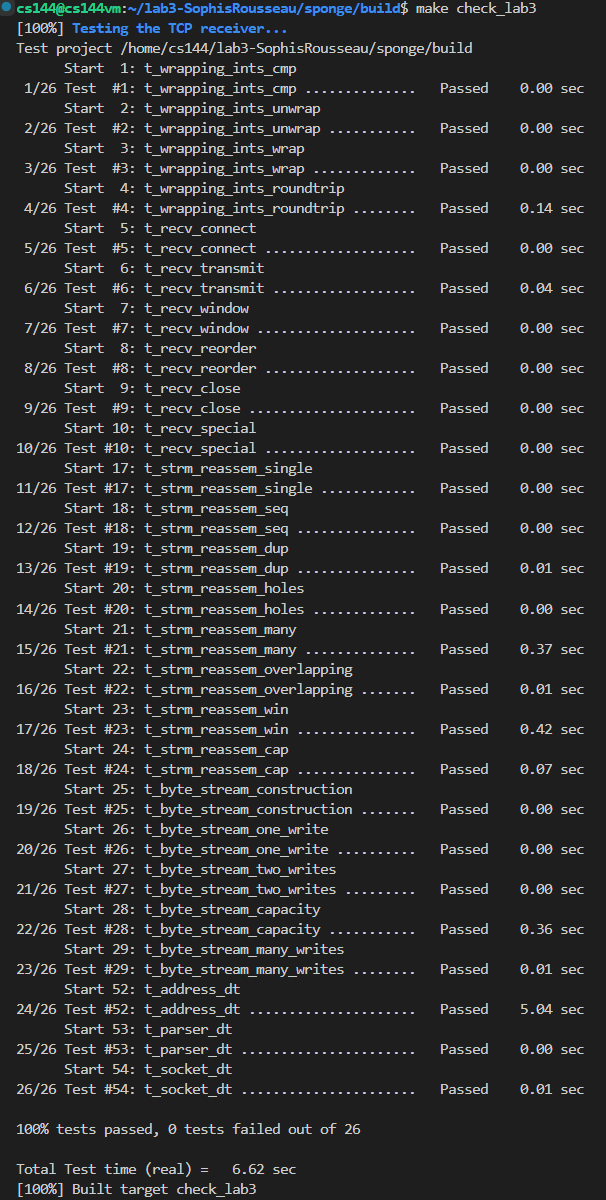 cs144@cs144vm:~/lab3-SophisRousseau/sponge/build$ make check_lab3
[100%] Testing the TCP receiver...
Test project /home/cs144/lab3-SophisRousseau/sponge/build
      Start  1: t_wrapping_ints_cmp
 1/26 Test  #1: t_wrapping_ints_cmp ..............   Passed    0.00 sec
      Start  2: t_wrapping_ints_unwrap
 2/26 Test  #2: t_wrapping_ints_unwrap ...........   Passed    0.00 sec
      Start  3: t_wrapping_ints_wrap
 3/26 Test  #3: t_wrapping_ints_wrap .............   Passed    0.00 sec
      Start  4: t_wrapping_ints_roundtrip
 4/26 Test  #4: t_wrapping_ints_roundtrip ........   Passed    0.14 sec
      Start  5: t_recv_connect
 5/26 Test  #5: t_recv_connect ...................   Passed    0.00 sec
      Start  6: t_recv_transmit
 6/26 Test  #6: t_recv_transmit ..................   Passed    0.04 sec
      Start  7: t_recv_window
 7/26 Test  #7: t_recv_window ....................   Passed    0.00 sec
      Start  8: t_recv_reorder
 8/26 Test  #8: t_recv_reorder ...................   Passed    0.00 sec
      Start  9: t_recv_close
 9/26 Test  #9: t_recv_close .....................   Passed    0.00 sec
      Start 10: t_recv_special
10/26 Test #10: t_recv_special ...................   Passed    0.00 sec
      Start 17: t_strm_reassem_single
11/26 Test #17: t_strm_reassem_single ............   Passed    0.00 sec
      Start 18: t_strm_reassem_seq
12/26 Test #18: t_strm_reassem_seq ...............   Passed    0.00 sec
      Start 19: t_strm_reassem_dup
13/26 Test #19: t_strm_reassem_dup ...............   Passed    0.01 sec
      Start 20: t_strm_reassem_holes
14/26 Test #20: t_strm_reassem_holes .............   Passed    0.00 sec
      Start 21: t_strm_reassem_many
15/26 Test #21: t_strm_reassem_many ..............   Passed    0.37 sec
      Start 22: t_strm_reassem_overlapping
16/26 Test #22: t_strm_reassem_overlapping .......   Passed    0.01 sec
      Start 23: t_strm_reassem_win
17/26 Test #23: t_strm_reassem_win ...............   Passed    0.42 sec
      Start 24: t_strm_reassem_cap
18/26 Test #24: t_strm_reassem_cap ...............   Passed    0.07 sec
      Start 25: t_byte_stream_construction
19/26 Test #25: t_byte_stream_construction .......   Passed    0.00 sec
      Start 26: t_byte_stream_one_write
20/26 Test #26: t_byte_stream_one_write ..........   Passed    0.00 sec
      Start 27: t_byte_stream_two_writes
21/26 Test #27: t_byte_stream_two_writes .........   Passed    0.00 sec
      Start 28: t_byte_stream_capacity
22/26 Test #28: t_byte_stream_capacity ...........   Passed    0.36 sec
      Start 29: t_byte_stream_many_writes
23/26 Test #29: t_byte_stream_many_writes ........   Passed    0.01 sec
      Start 52: t_address_dt
24/26 Test #52: t_address_dt .....................   Passed    5.04 sec
      Start 53: t_parser_dt
25/26 Test #53: t_parser_dt ......................   Passed    0.00 sec
      Start 54: t_socket_dt
26/26 Test #54: t_socket_dt ......................   Passed    0.01 sec

100% tests passed, 0 tests failed out of 26

Total Test time (real) =   6.62 sec
[100%] Built target check_lab3